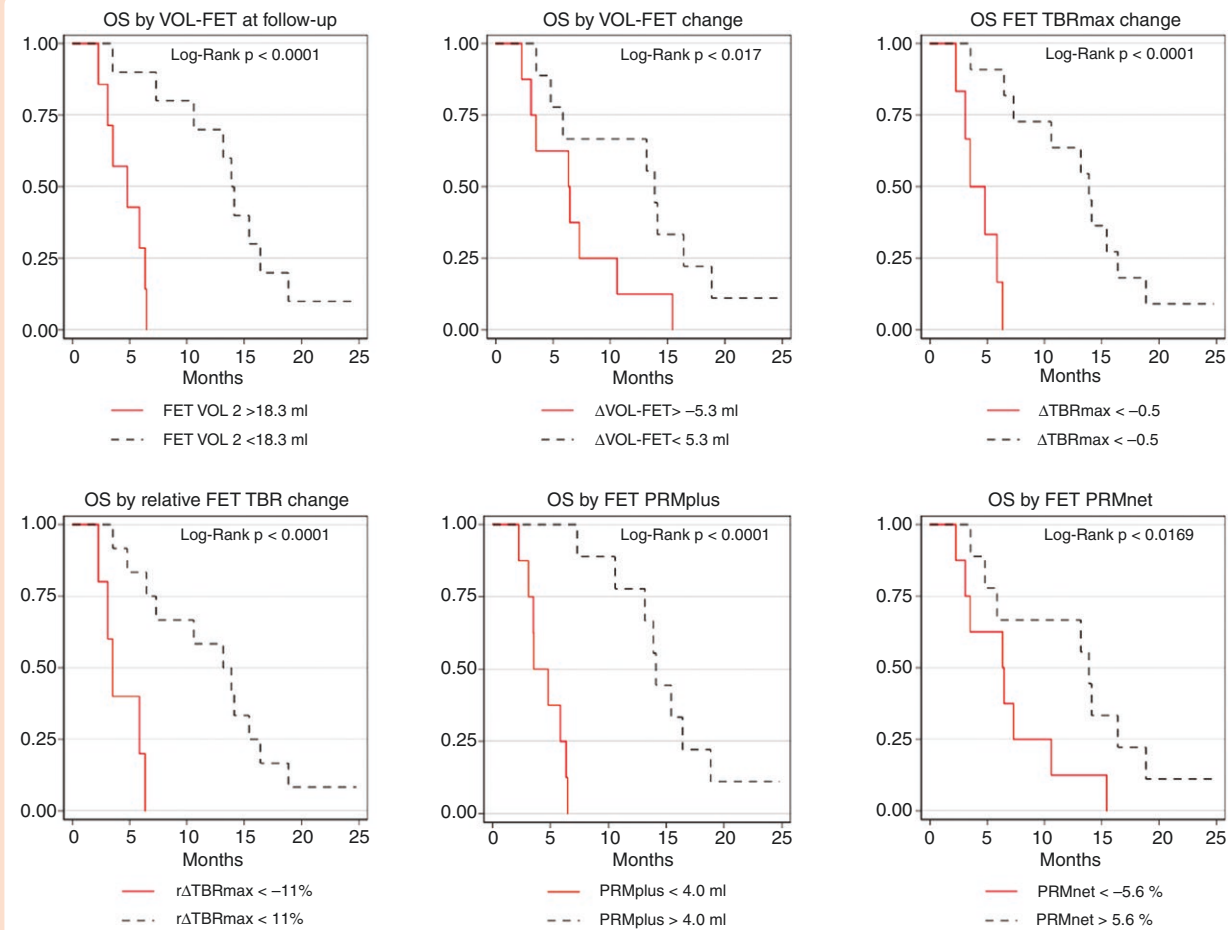 OS by VOL-FET at follow-up
Log-Rank p < 0.0001
1.00
0.75
0.50
0.25
0.00
0 5 10 15 20 25
Months
FET VOL 2 >18.3 ml
FET VOL 2 <18.3 ml
OS by VOL-FET change
Log-Rank p < 0.017
1.00
0.75
0.50
0.25
0.00
0 5 10 15 20 25
Months
ΔVOL-FET> –5.3 ml
ΔVOL-FET< 5.3 ml
OS FET TBRmax change
Log-Rank p < 0.0001
1.00
0.75
0.50
0.25
0.00
0 5 10 15 20 25
Months
ΔTBRmax < –0.5
ΔTBRmax < –0.5
OS by relative FET TBR change
Log-Rank p < 0.0001
1.00
0.75
0.50
0.25
0.00
0 5 10 15 20 25
Months
rΔTBRmax < –11%
rΔTBRmax < 11%
OS by FET PRMplus
Log-Rank p < 0.0001
1.00
0.75
0.50
0.25
0.00
0 5 10 15 20 25
Months
PRMplus < 4.0 ml
PRMplus > 4.0 ml
OS by FET PRMnet
Log-Rank p < 0.0169
1.00
0.75
0.50
0.25
0.00
0 5 10 15 20 25
Months
PRMnet < –5.6 %
PRMnet > 5.6 %